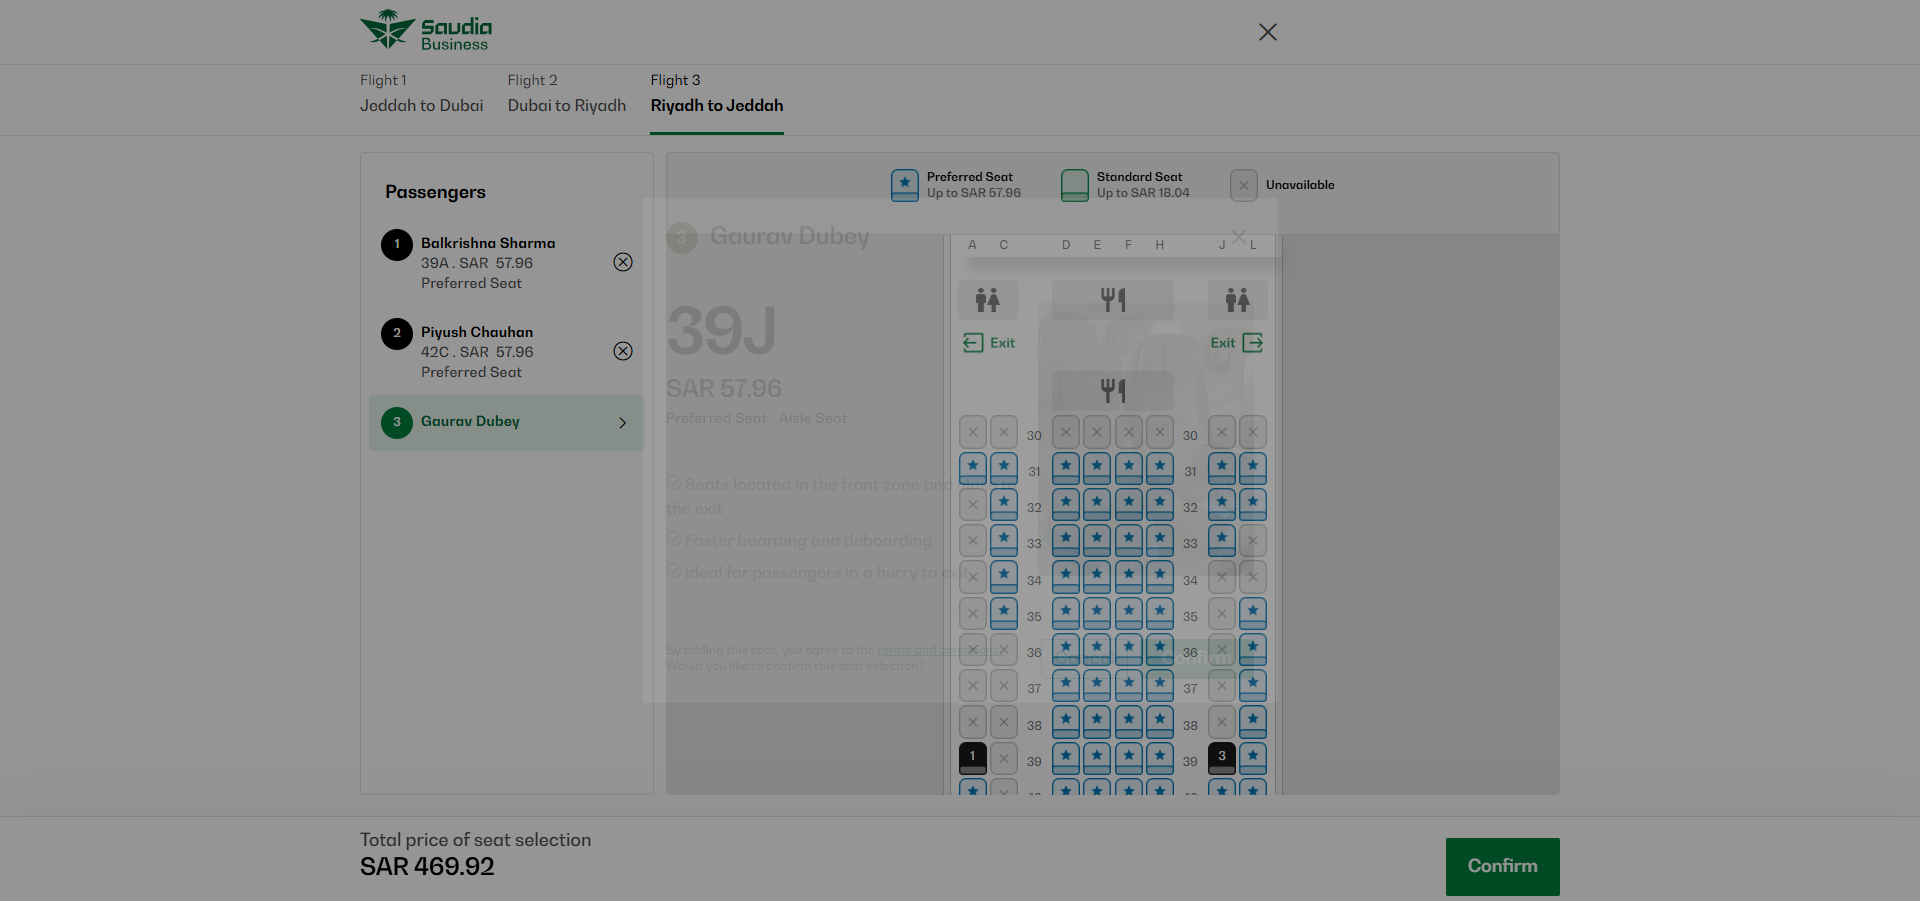 Saudia
Business
Flight 1
Jeddah to Dubai
Flight 2
Dubai to Riyadh
Flight 3
Riyadh to Jeddah
Passengers
1
Balkrishna Sharma
39A . SAR 57.96
Preferred Seat
2
Piyush Chauhan
42C . SAR 57.96
Preferred Seat
3
Gaurav Dubey
Preferred Seat
Up to SAR 57.96
Standard Seat
Up to SAR 18.04
Unavailable
3 Gaurav Dubey
39J
SAR 57.96
Preferred Seat - Aisle Seat
Seats located in the front zone and close to
the exit
Faster boarding and deboarding
Ideal for passengers in a hurry to exit
By adding this seat, you agree to the terms and conditions
Would you like to confirm this seat selection?
Confirm
A C D E F H J L
Exit Exit
30 30
31 31
32 32
33 33
34 34
35 35
36 36
37 37
38 38
1 39 39 3
Total price of seat selection
SAR 469.92
Confirm